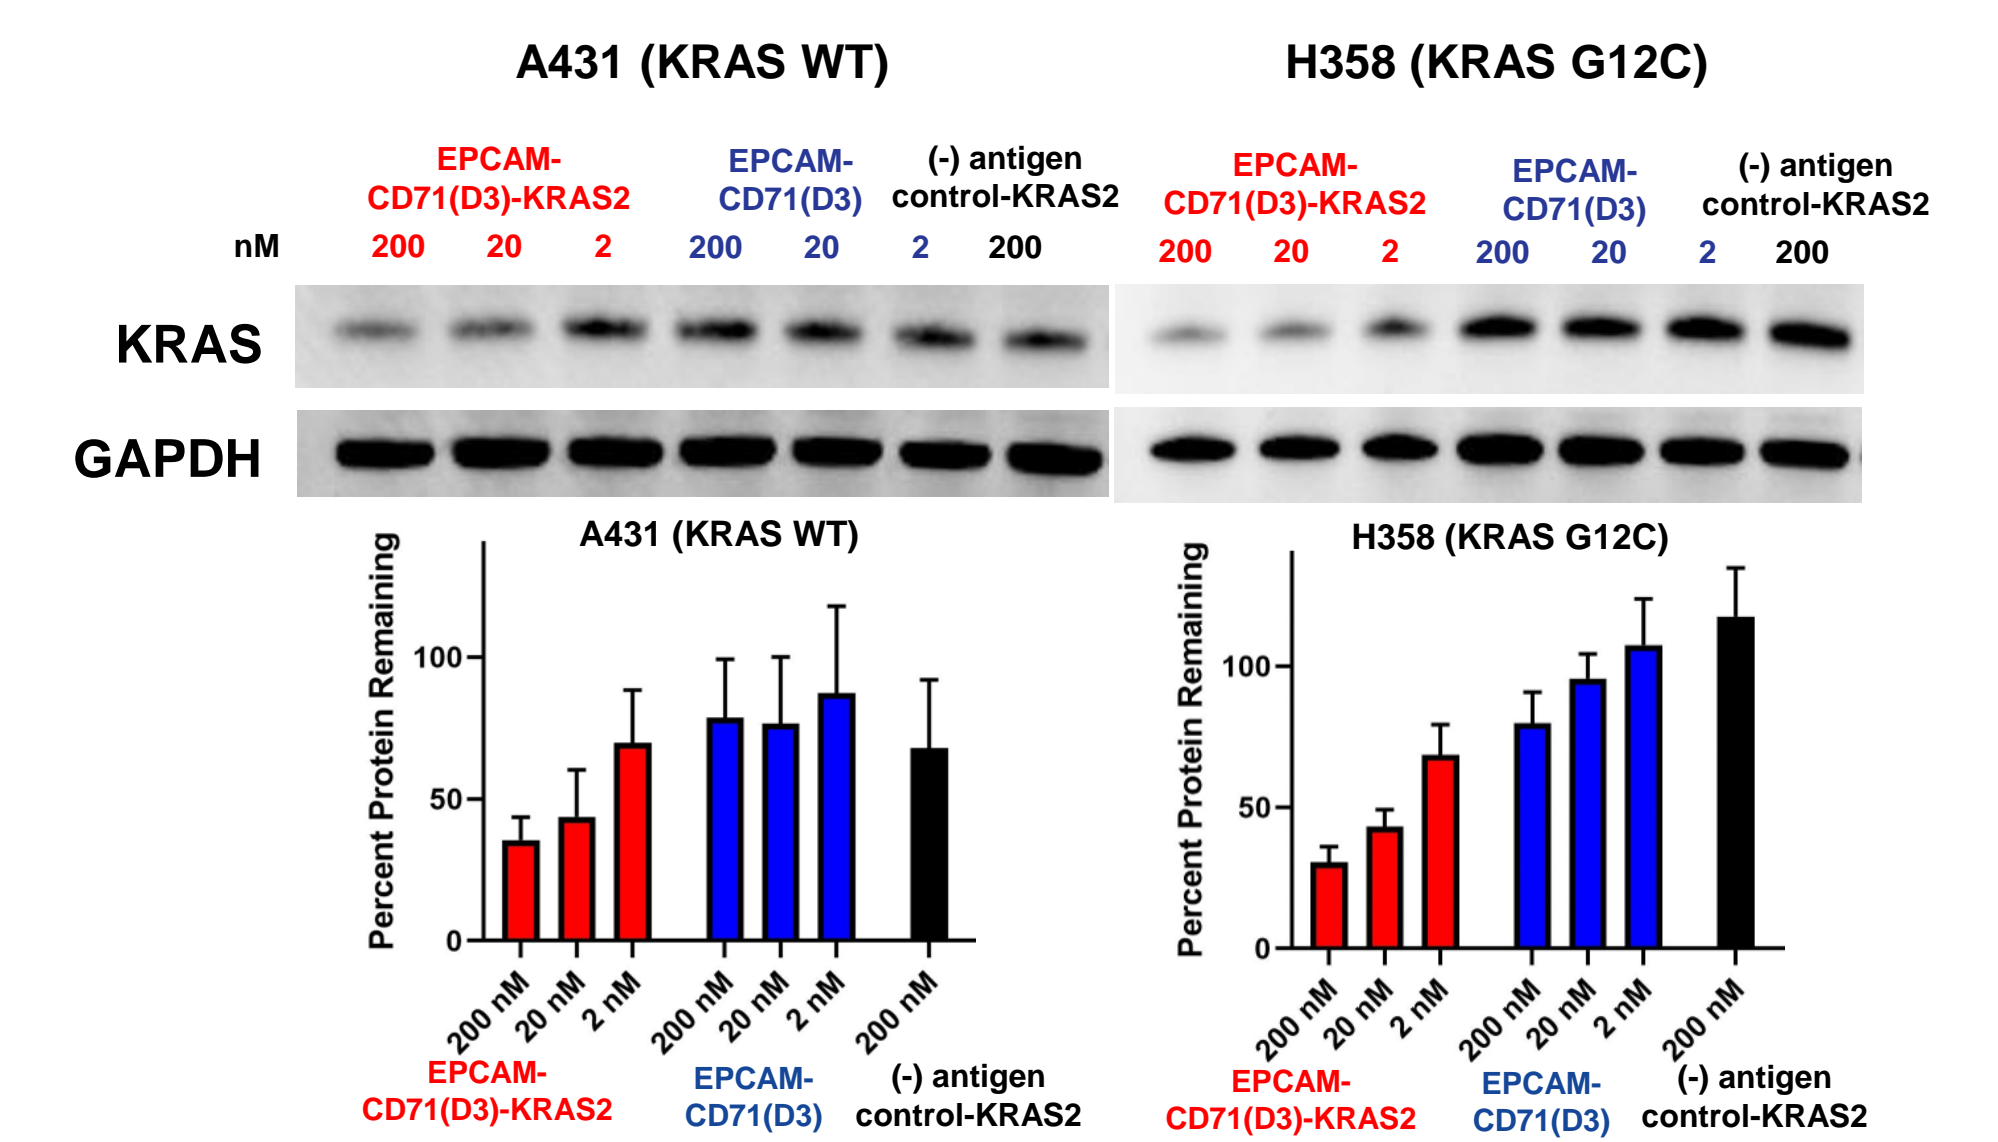 A431 (KRAS WT)
H358 (KRAS G12C)
EPCAM-
CD71(D3)-KRAS2
EPCAM-
CD71(D3)
(-) antigen
control-KRAS2
EPCAM-
CD71(D3)-KRAS2
EPCAM-
CD71(D3)
(-) antigen
control-KRAS2
nM 200 20 2 200 20 2 200
200 20 2 200 20 2 200
KRAS
GAPDH
A431 (KRAS WT)
Percent Protein Remaining
100
50
0
200 nM
20 nM
2 nM
200 nM
20 nM
2 nM
200 nM
EPCAM-
CD71(D3)-KRAS2
EPCAM-
CD71(D3)
(-) antigen
control-KRAS2
H358 (KRAS G12C)
Percent Protein Remaining
100
50
0
200 nM
20 nM
2 nM
200 nM
20 nM
2 nM
200 nM
EPCAM-
CD71(D3)-KRAS2
EPCAM-
CD71(D3)
(-) antigen
control-KRAS2